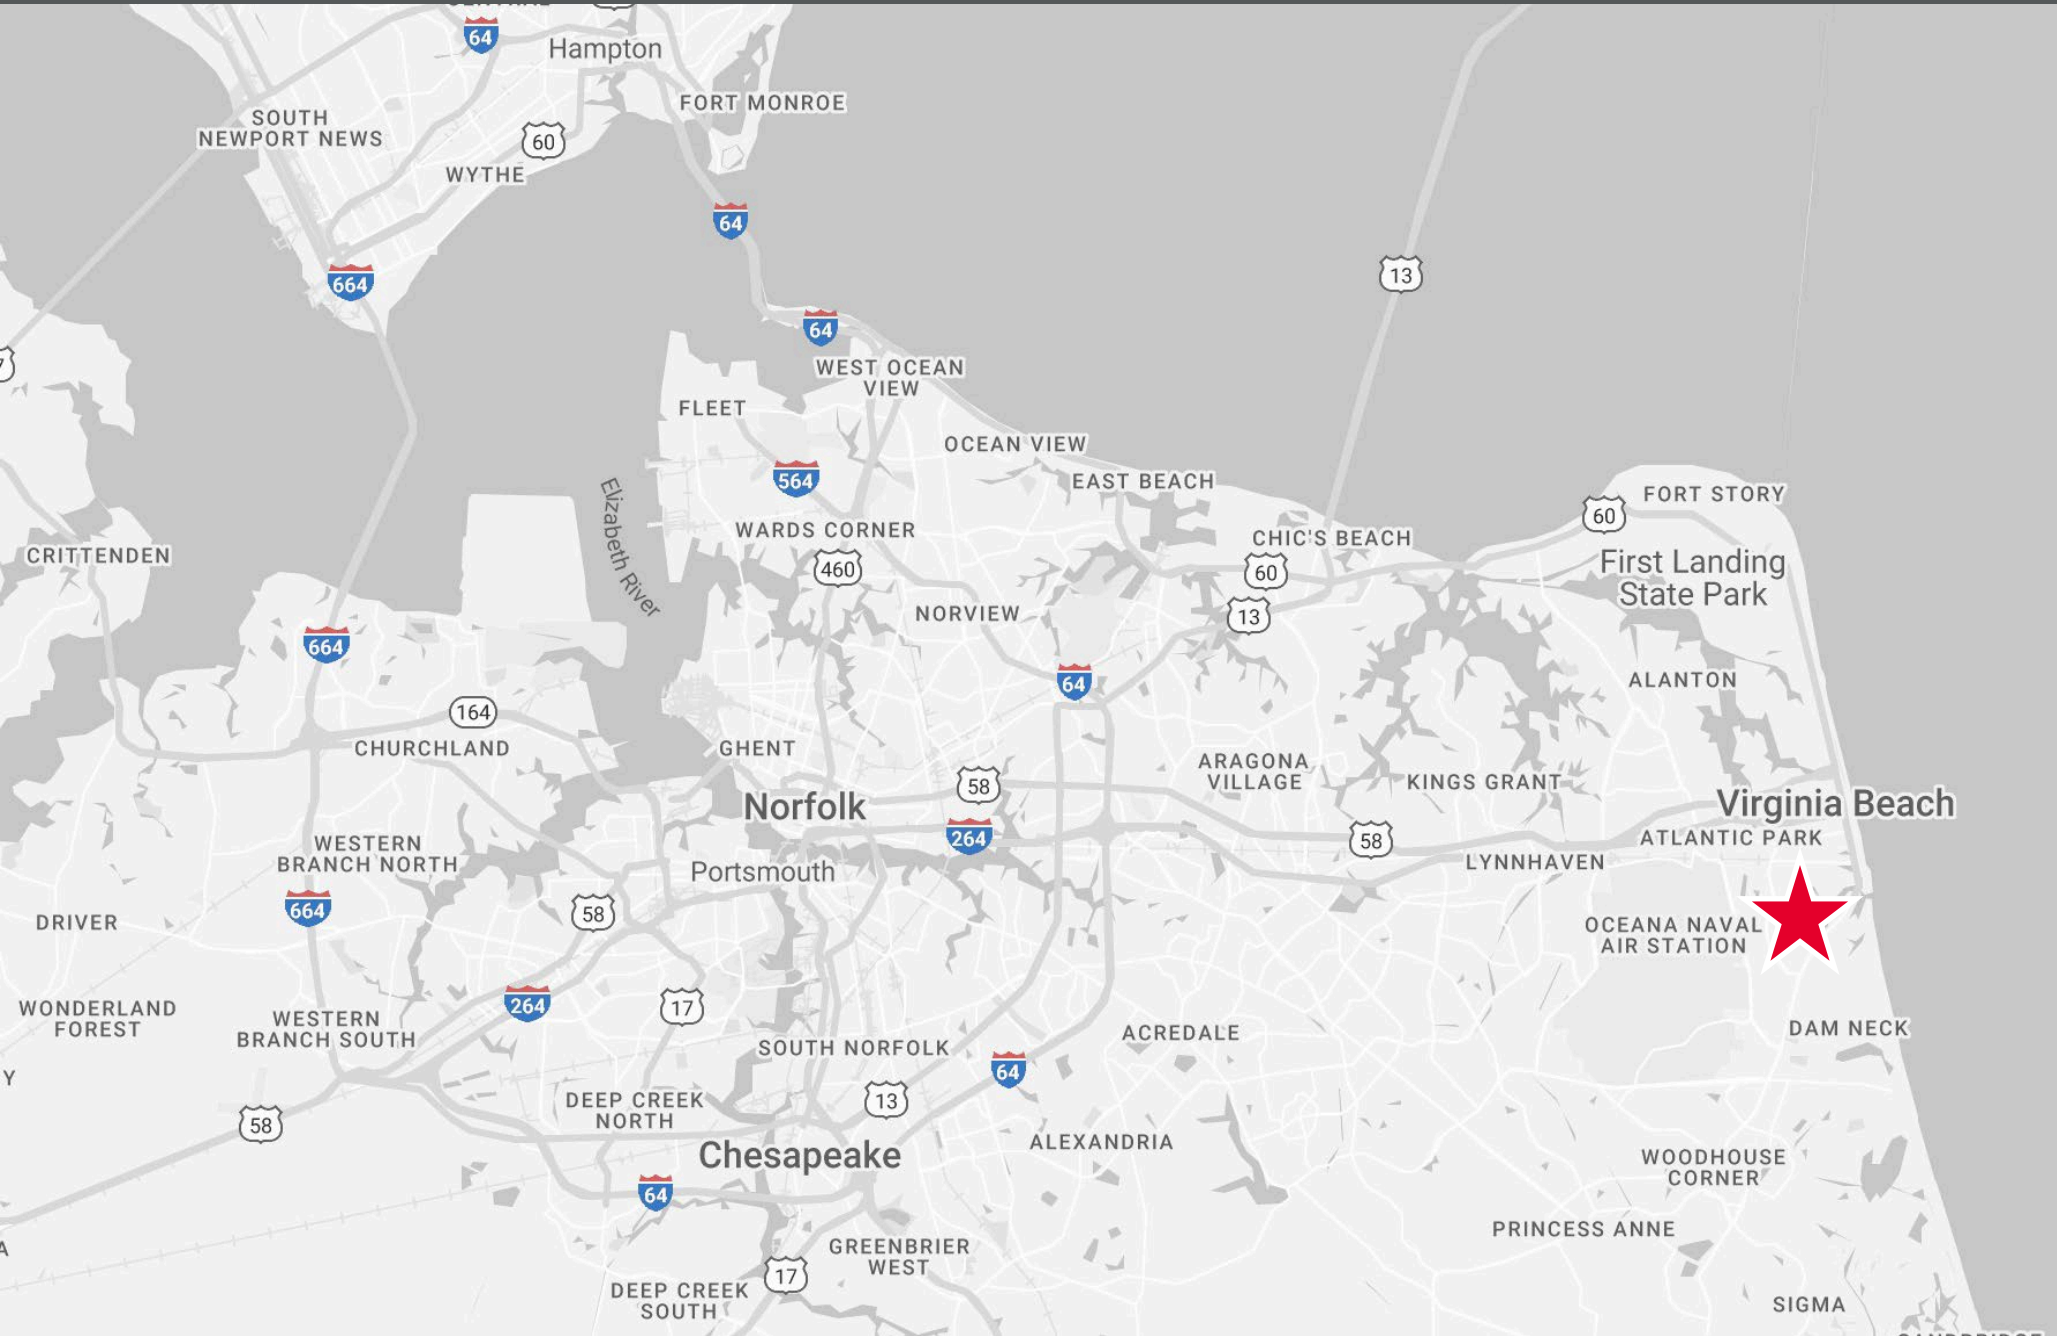 64
Hampton
FORT MONROE
SOUTH
NEWPORT NEWS
60
WYTHE
64
664
13
64
WEST OCEAN
VIEW
FLEET
OCEAN VIEW
564
EAST BEACH
FORT STORY
60
Elizabeth River
WARDS CORNER
CHIC'S BEACH
CRITTENDEN
460
60
First Landing
State Park
NORVIEW
13
664
64
ALANTON
164
CHURCHLAND
GHENT
ARAGONA
VILLAGE
58
KINGS GRANT
Norfolk
Virginia Beach
264
58
ATLANTIC PARK
WESTERN
BRANCH NORTH
LYNNHAVEN
Portsmouth
664
58
DRIVER
OCEANA NAVAL
AIR STATION
264
17
WONDERLAND
FOREST
WESTERN
BRANCH SOUTH
DAM NECK
ACREDALE
SOUTH NORFOLK
64
Y
DEEP CREEK
NORTH
13
58
ALEXANDRIA
Chesapeake
WOODHOUSE
CORNER
64
PRINCESS ANNE
GREENBRIER
WEST
17
DEEP CREEK
SOUTH
SIGMA